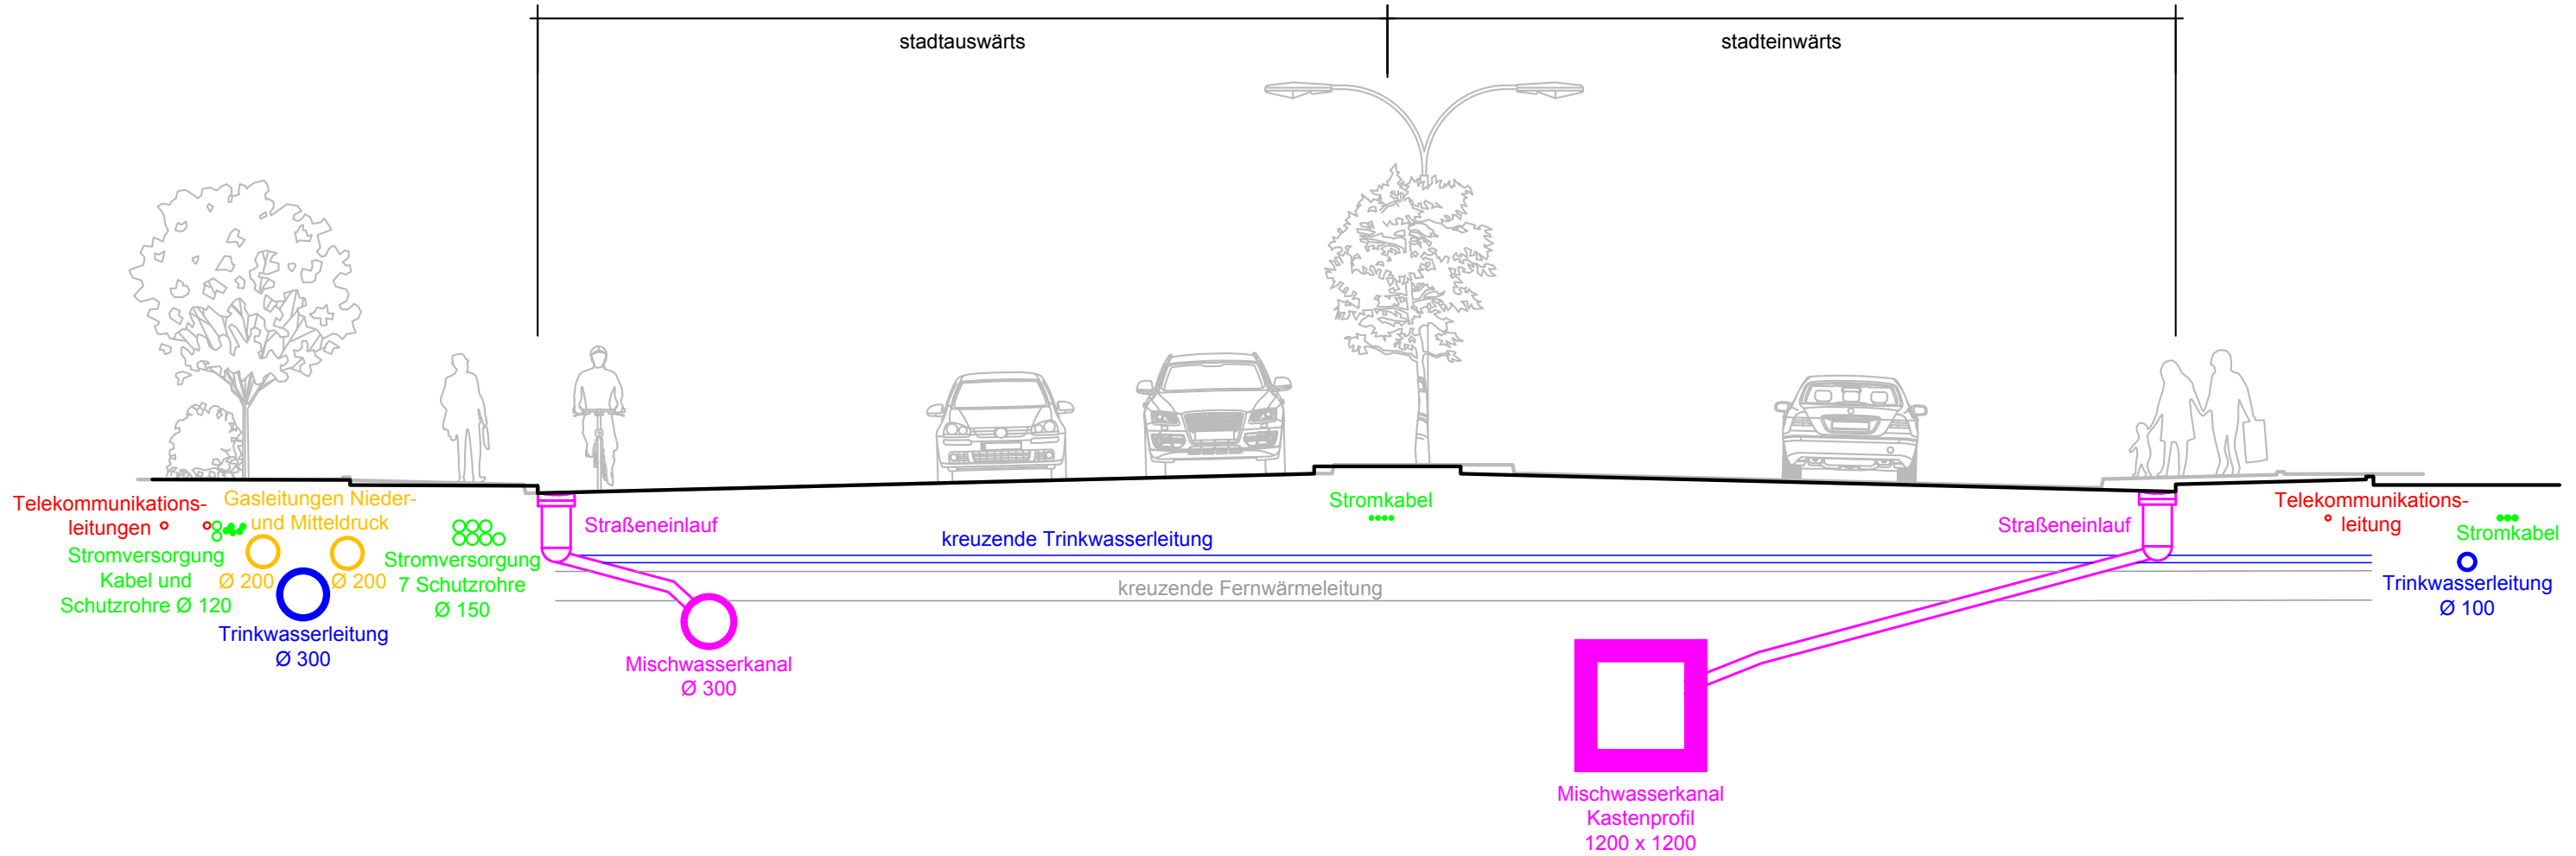 stadtauswärts
stadteinwärts
Telekommunikations-
leitungen
Gasleitungen Nieder-
und Mitteldruck
Stromversorgung
Kabel und
Schutzrohre Ø 120
Ø 200
Ø 200
Trinkwasserleitung
Ø 300
Stromversorgung
7 Schutzrohre
Ø 150
Straßeneinlauf
Mischwasserkanal
Ø 300
kreuzende Trinkwasserleitung
kreuzende Fernwärmeleitung
Stromkabel
Mischwasserkanal
Kastenprofil
1200 x 1200
Straßeneinlauf
Telekommunikations-
leitung
Stromkabel
Trinkwasserleitung
Ø 100